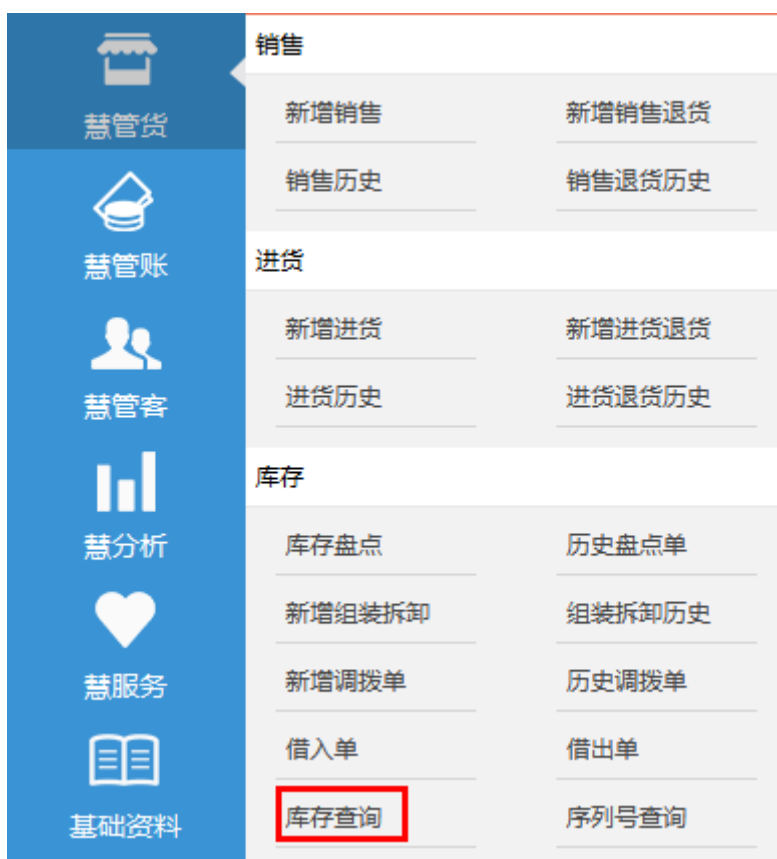 慧管货
慧管账
慧管客
慧分析
慧服务
基础资料
销售
新增销售 新增销售退货
销售历史 销售退货历史
进货
新增进货 新增进货退货
进货历史 进货退货历史
库存
库存盘点 历史盘点单
新增组装拆卸 组装拆卸历史
新增调拨单 历史调拨单
借入单 借出单
库存查询 序列号查询